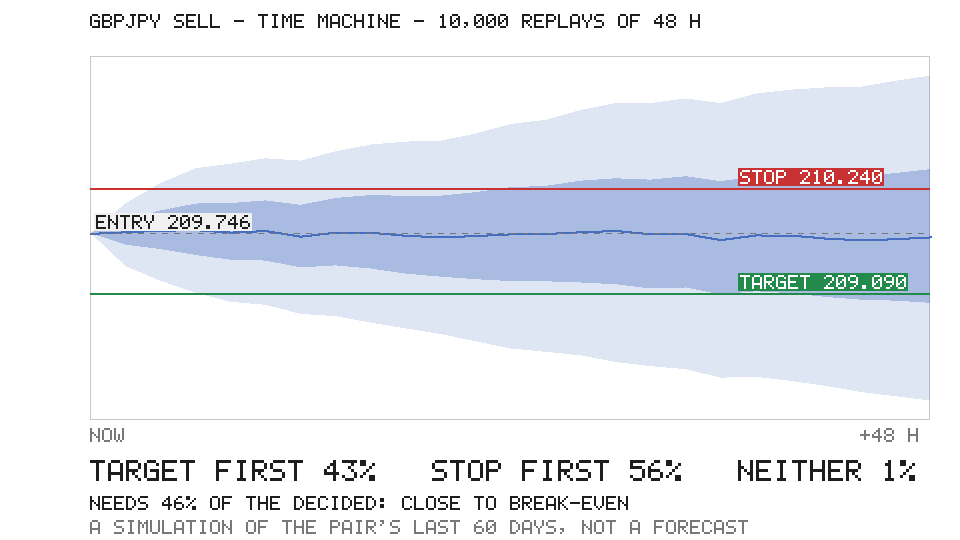 GBPJPY SELL – TIME MACHINE – 10,000 REPLAYS OF 48 H
STOP 210.240
ENTRY 209.746
TARGET 209.090
NOW +48 H
TARGET FIRST 43% STOP FIRST 56% NEITHER 1%
NEEDS 46% OF THE DECIDED: CLOSE TO BREAK-EVEN
A SIMULATION OF THE PAIR'S LAST 60 DAYS, NOT A FORECAST